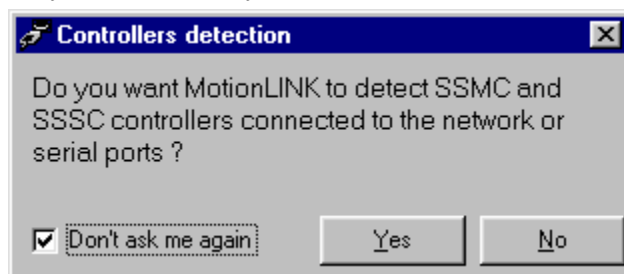 Controllers detection
Do you want MotionLINK to detect SSMC and
SSSC controllers connected to the network or
serial ports ?
Don't ask me again
Yes
No